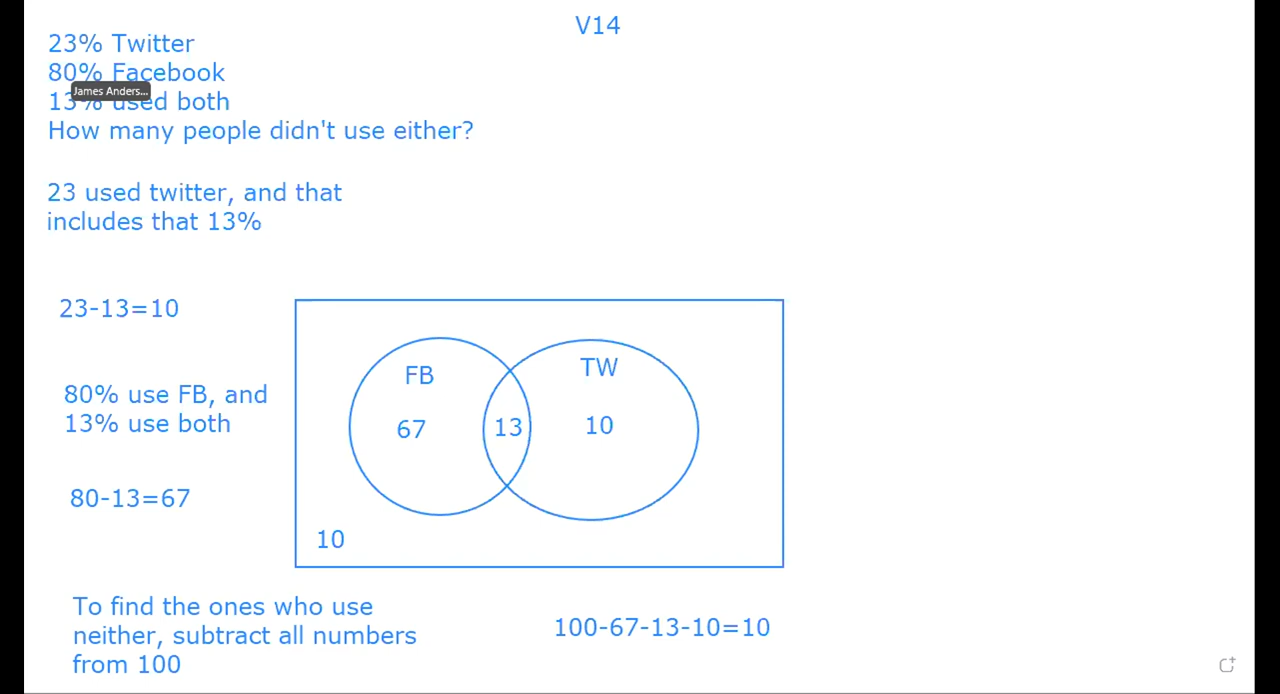 V14
23% Twitter
80% Facebook
James Anders...
13% used both
How many people didn't use either?
23 used twitter, and that
includes that 13%
23-13=10
80% use FB, and
13% use both
80-13=67
FB
TW
67
13
10
10
To find the ones who use
neither, subtract all numbers
from 100
100-67-13-10=10